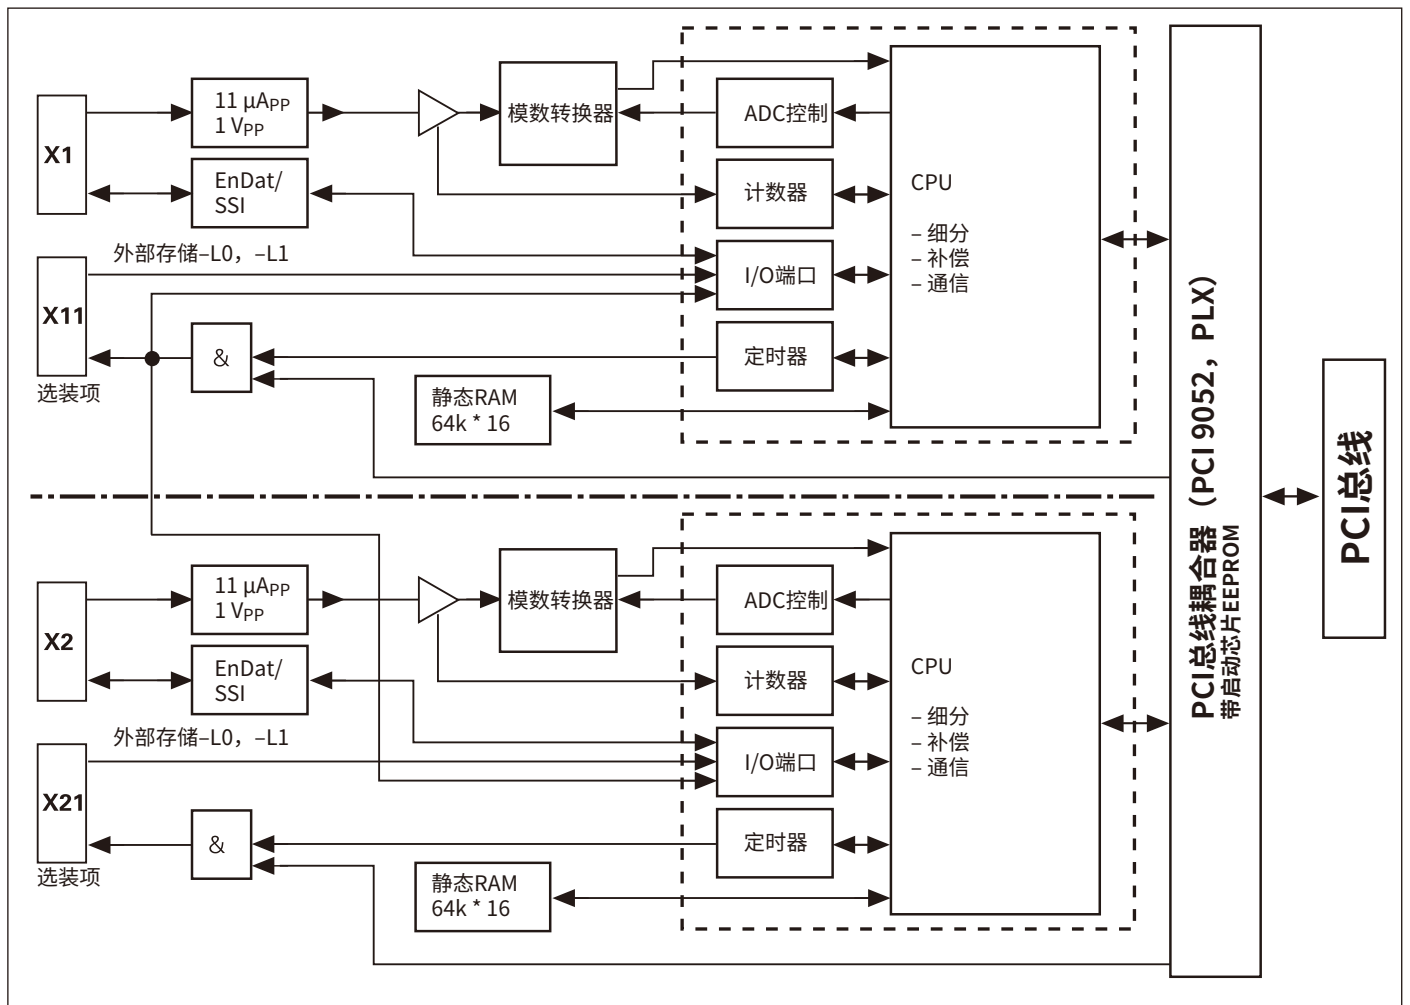 X1
11 µAPP
1 VPP
模数转换器
ADC控制
EnDat/
SSI
计数器
CPU
– 细分
– 补偿
– 通信
外部存储–L0，–L1
X11
I/O端口
选装项
&
定时器
静态RAM
64k * 16
X2
11 µAPP
1 VPP
模数转换器
ADC控制
EnDat/
SSI
计数器
CPU
– 细分
– 补偿
– 通信
外部存储–L0，–L1
X21
I/O端口
选装项
&
定时器
静态RAM
64k * 16
PCI总线耦合器（PCI 9052，PLX）
带启动芯片EEPROM
PCI总线